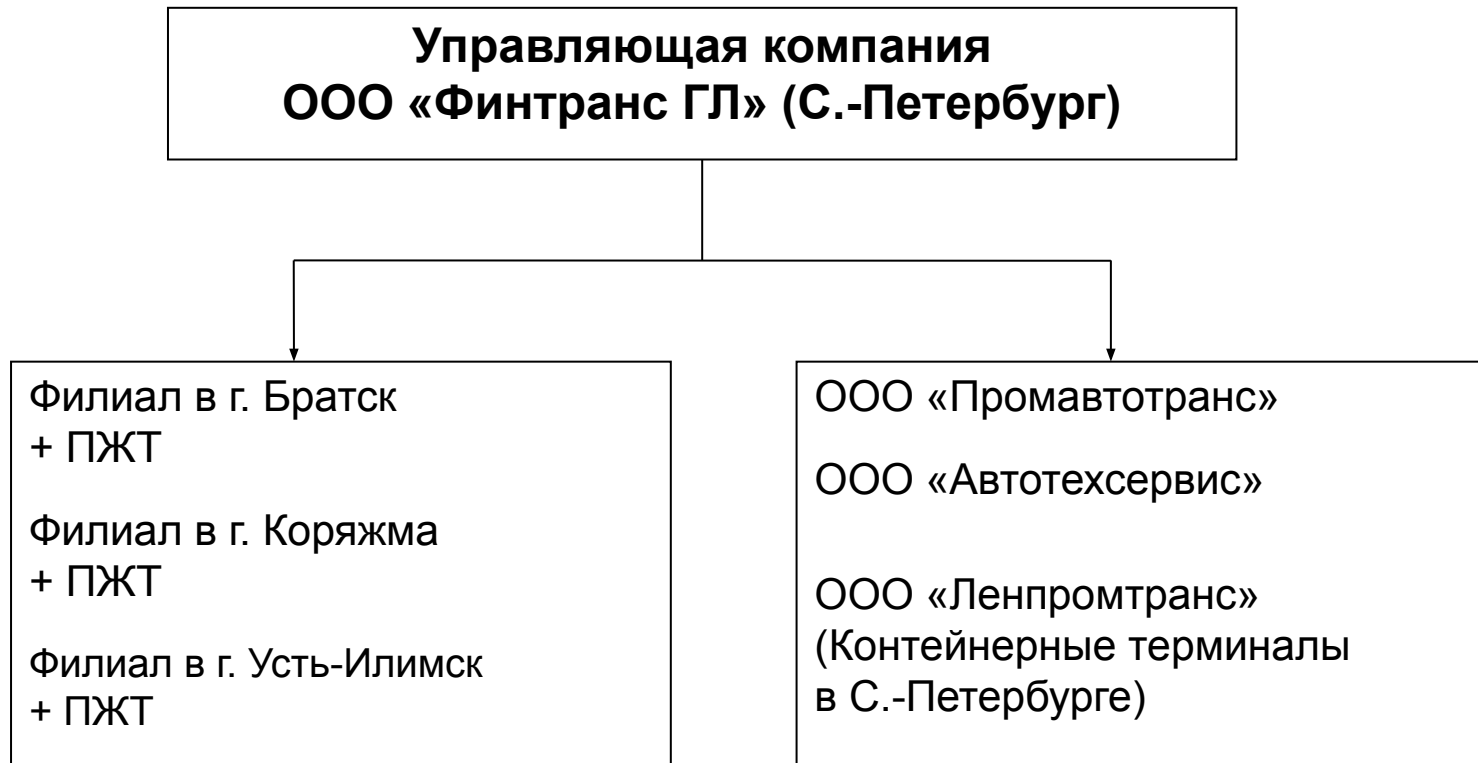 Управляющая компания
ООО «Финтранс ГЛ» (С.-Петербург)
Филиал в г. Братск
+ ПЖТ
Филиал в г. Коряжма
+ ПЖТ
Филиал в г. Усть-Илимск
+ ПЖТ
ООО «Промавтотранс»
ООО «Автотехсервис»
ООО «Ленпромтранс»
(Контейнерные терминалы
в С.-Петербурге)